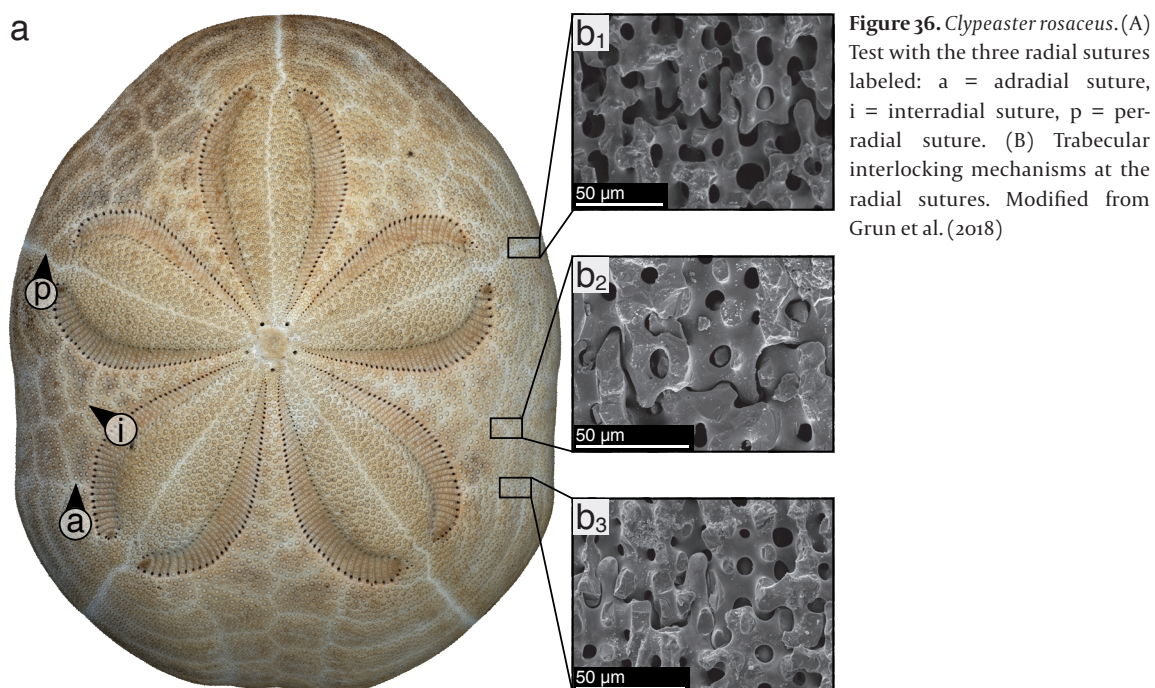 a
b1
50 µm
b2
50 µm
b3
50 µm
p
i
a
Figure 36. Clypeaster rosaceus. (A)
Test with the three radial sutures
labeled: a = adradial suture,
i = interradial suture, p = per-
radial suture. (B) Trabecular
interlocking mechanisms at the
radial sutures. Modified from
Grun et al. (2018)